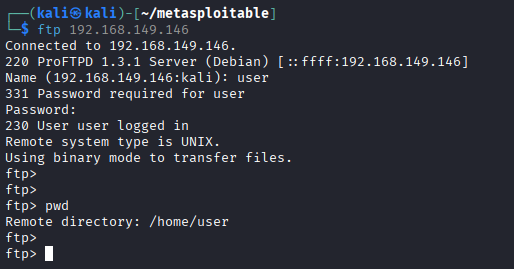 ┌──(kali㉿kali)-[~/metasploitable]
└─$ ftp 192.168.149.146
Connected to 192.168.149.146.
220 ProFTPD 1.3.1 Server (Debian) [::ffff:192.168.149.146]
Name (192.168.149.146:kali): user
331 Password required for user
Password:
230 User user logged in
Remote system type is UNIX.
Using binary mode to transfer files.
ftp>
ftp>
ftp> pwd
Remote directory: /home/user
ftp>
ftp>